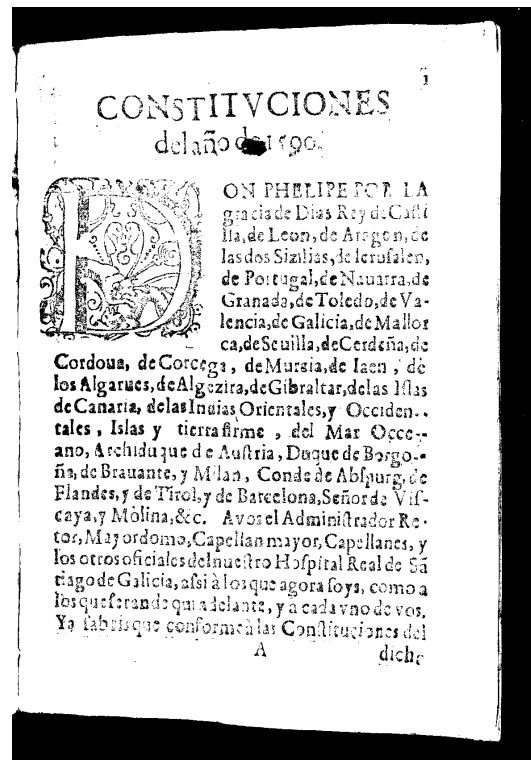 1
CONSTITVCIONES
del año de 1590.
DON PHELIPE POR LA
gracia de Dios Rey de Casti
lla, de Leon, de Aragon, de
las dos Sizilias, de Ierusalen,
de Portugal, de Nauarra, de
Granada, de Toledo, de Va-
lencia, de Galicia, de Mallor
ca, de Seuilla, de Cerdeña, de
Cordoua, de Corcega, de Mursia, de Iaen, de
los Algarues, de Algezira, de Gibraltar, de las Islas
de Canaria, de las Indias Orientales, y Occiden-
tales, Islas y tierra firme, del Mar Occe-
ano, Archiduque de Austria, Duque de Borgo-
ña, de Brauante, y Milan, Conde de Abspurg, de
Flandes, y de Tirol, y de Barcelona, Señor de Vis-
caya, y Molina, &c. A vos el Administrador Re-
tor, Mayordomo, Capellan mayor, Capellanes, y
los otros oficiales del nuestro Hospital Real de Sã
tiago de Galicia, assi à los que agora soys, como a
los que seran de qui adelante, y a cada vno de vos.
Ya sabeis que conforme à las Constituciones del
A
dicho